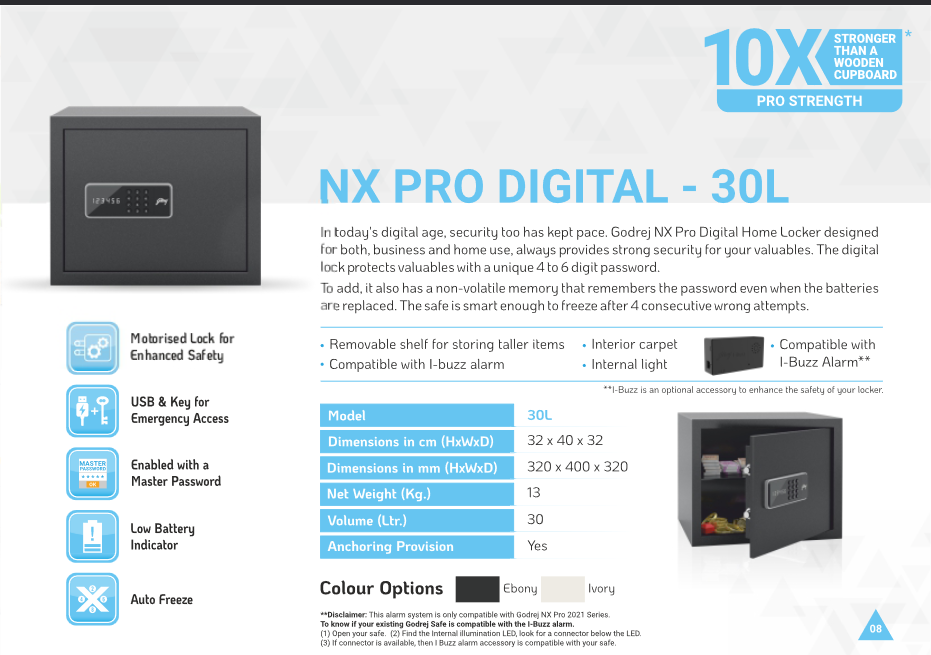 10X
STRONGER
THAN A
WOODEN
CUPBOARD
*
PRO STRENGTH
123456
NX PRO DIGITAL - 30L
In today's digital age, security too has kept pace. Godrej NX Pro Digital Home Locker designed
for both, business and home use, always provides strong security for your valuables. The digital
lock protects valuables with a unique 4 to 6 digit password.
To add, it also has a non-volatile memory that remembers the password even when the batteries
are replaced. The safe is smart enough to freeze after 4 consecutive wrong attempts.
• Removable shelf for storing taller items
• Compatible with I-buzz alarm
• Interior carpet
• Internal light
• Compatible with
I-Buzz Alarm**
**I-Buzz is an optional accessory to enhance the safety of your locker.
Motorised Lock for
Enhanced Safety
USB & Key for
Emergency Access
MASTER
PASSWORD
*****
OK
Enabled with a
Master Password
Low Battery
Indicator
Auto Freeze
Model 30L
Dimensions in cm (HxWxD) 32 x 40 x 32
Dimensions in mm (HxWxD) 320 x 400 x 320
Net Weight (Kg.) 13
Volume (Ltr.) 30
Anchoring Provision Yes
Colour Options Ebony Ivory
**Disclaimer: This alarm system is only compatible with Godrej NX Pro 2021 Series.
To know if your existing Godrej Safe is compatible with the I-Buzz alarm.
(1) Open your safe. (2) Find the Internal illumination LED, look for a connector below the LED.
(3) If connector is available, then I Buzz alarm accessory is compatible with your safe.
08